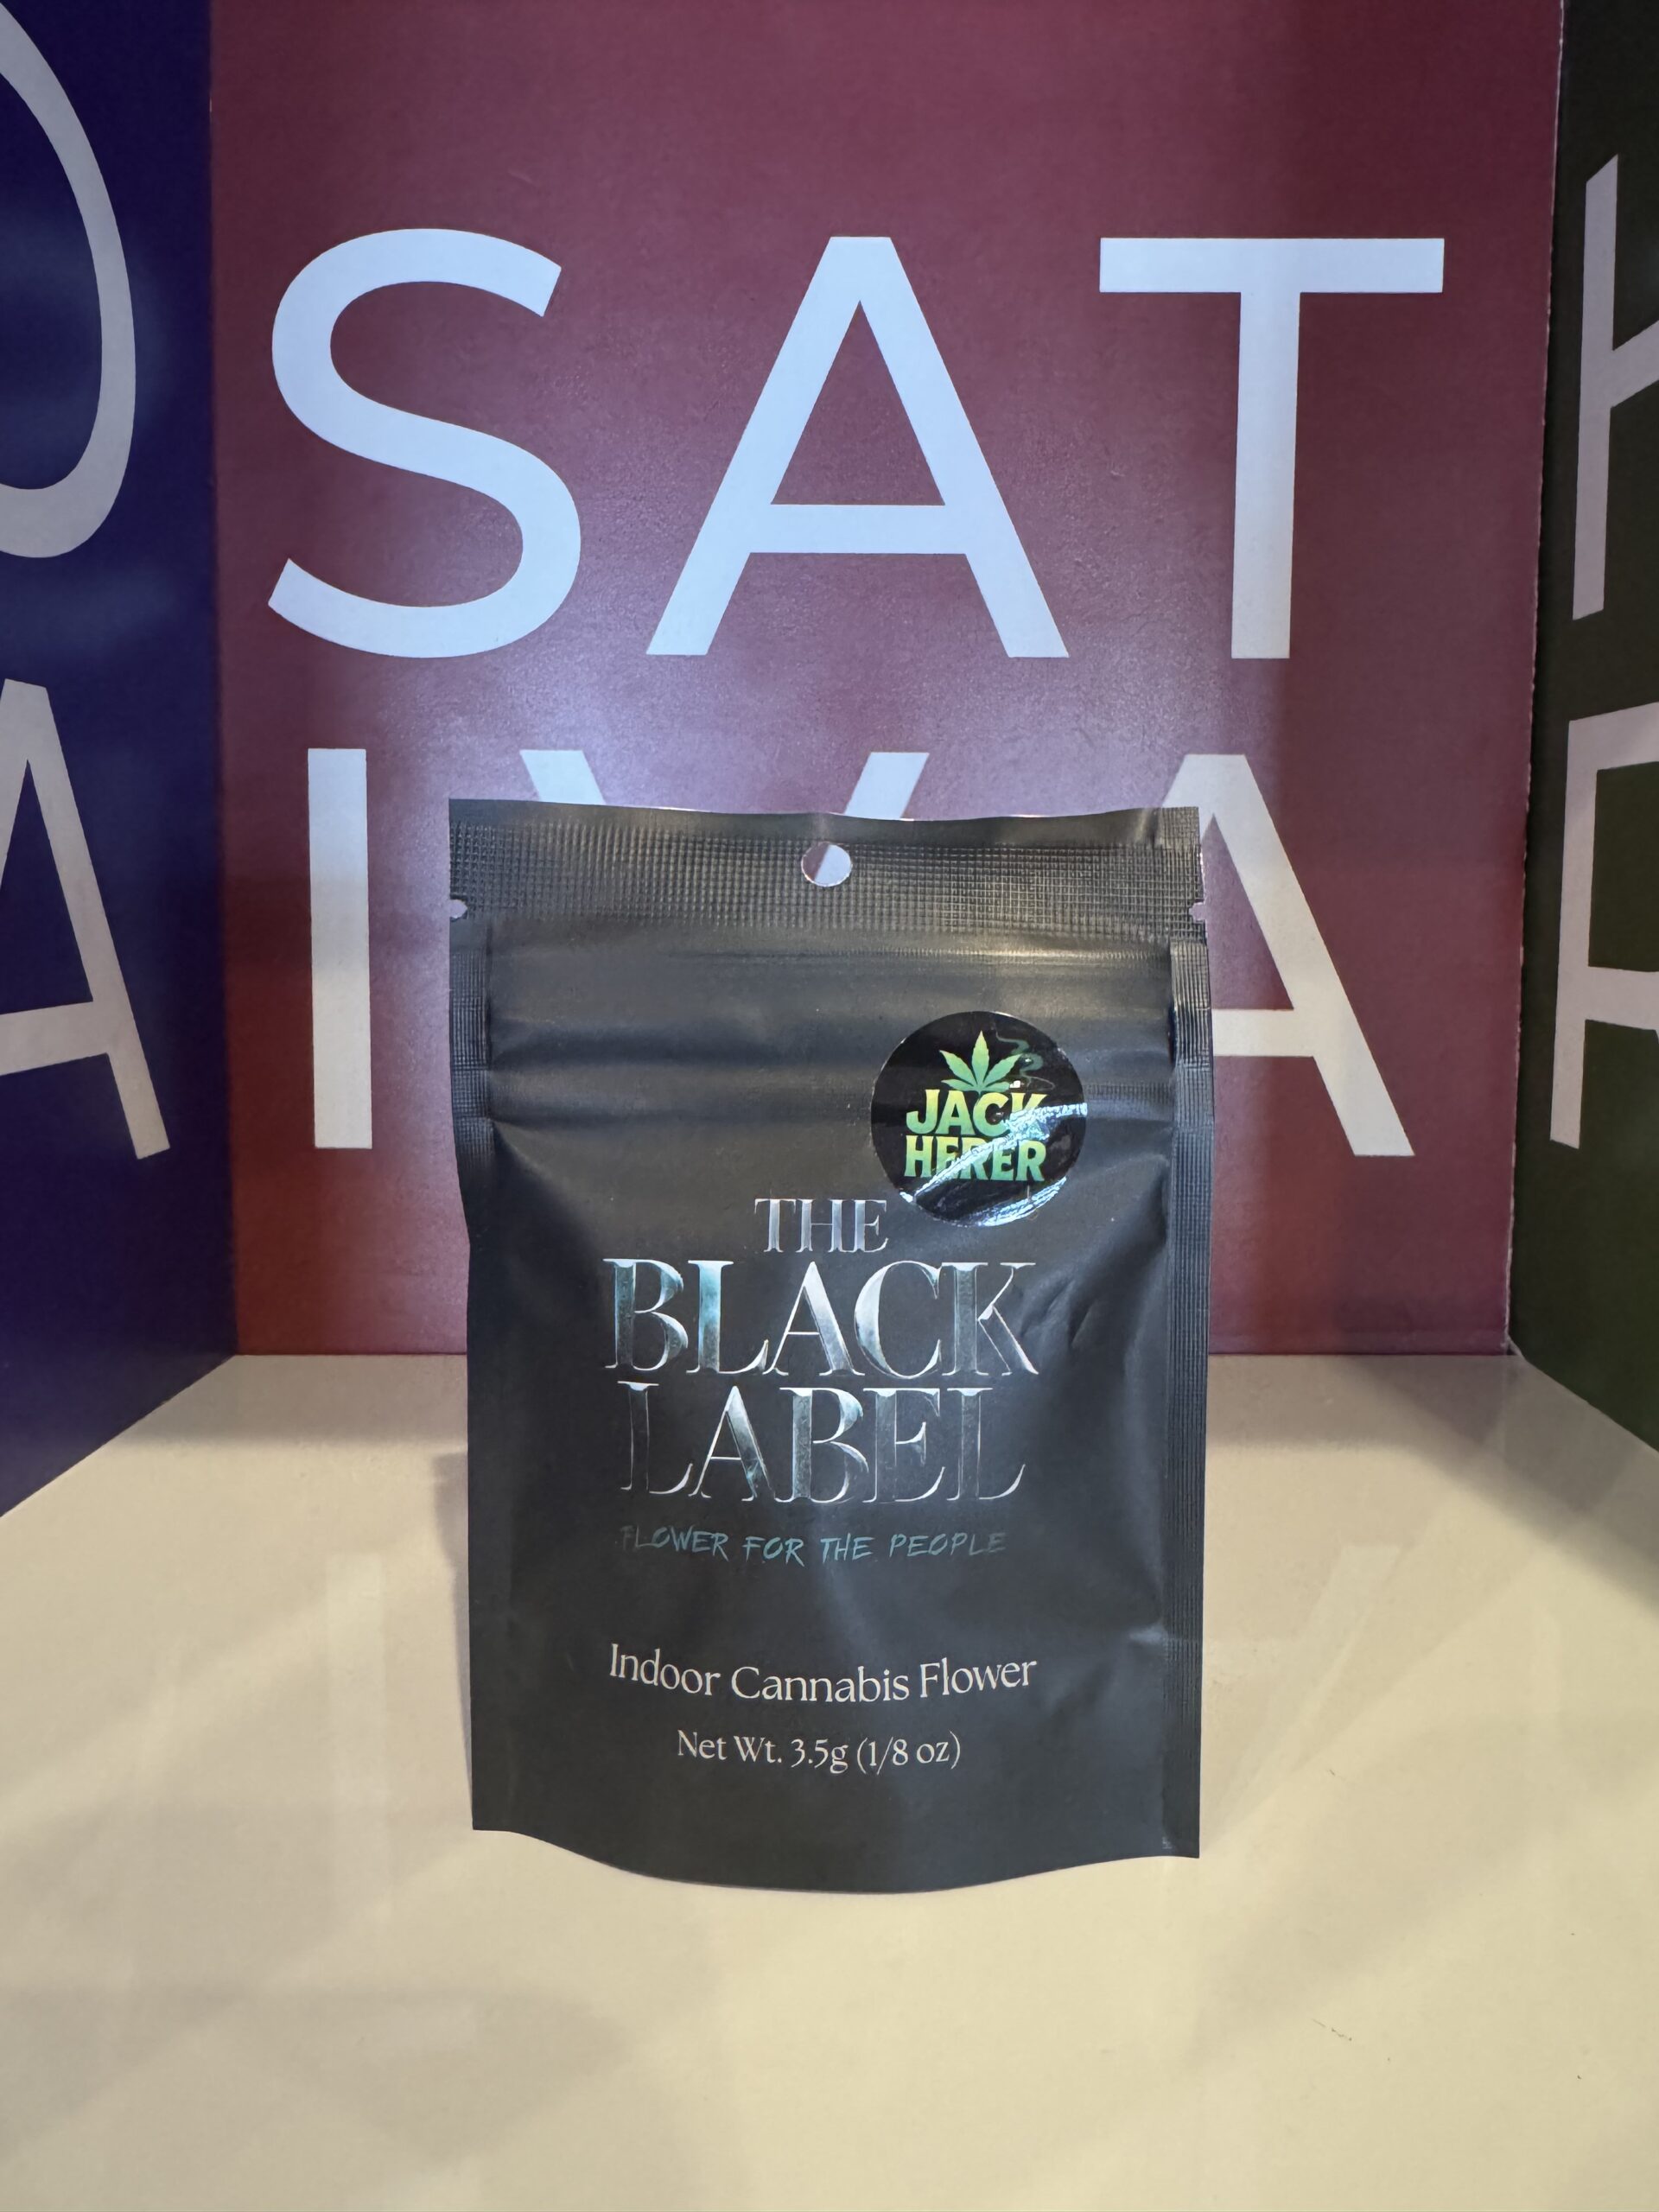 SAT
IVA
JACK
HERER
THE
BLACK
LABEL
FLOWER FOR THE PEOPLE
Indoor Cannabis Flower
Net Wt. 3.5g (1/8 oz)